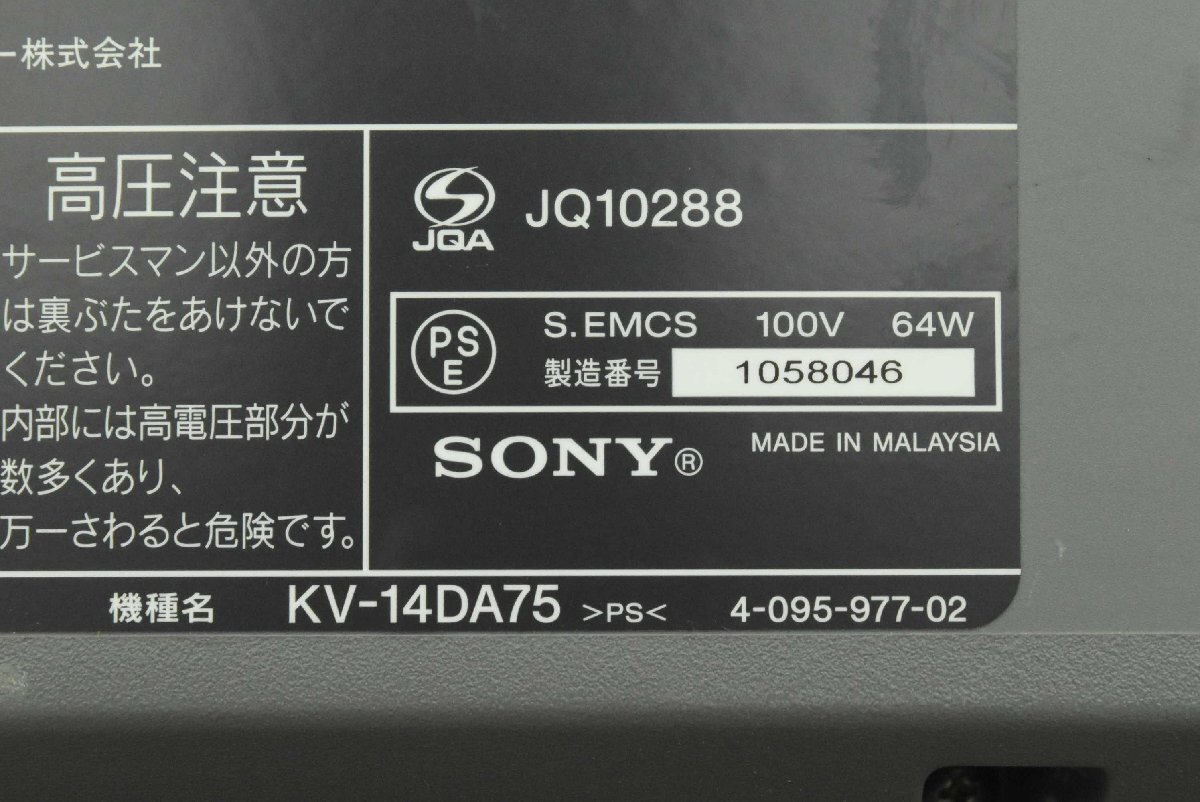 ー株式会社
高圧注意
サービスマン以外の方
は裏ぶたをあけないで
ください。
内部には高電圧部分が
数多くあり、
万一さわると危険です。
JQA JQ10288
PSE S.EMCS 100V 64W
製造番号 1058046
SONY® MADE IN MALAYSIA
機種名 KV-14DA75 >PS< 4-095-977-02